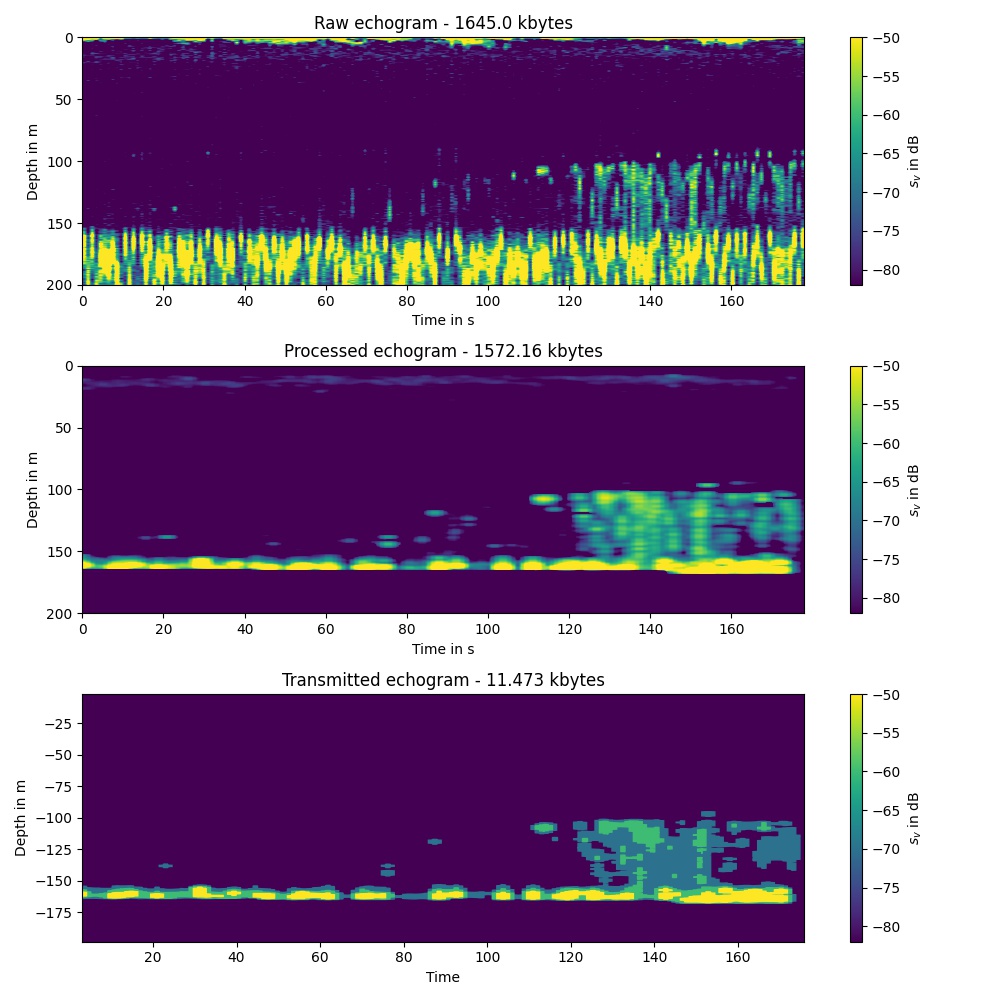 Raw echogram - 1645.0 kbytes
0
50
100
150
200
Depth in m
0 20 40 60 80 100 120 140 160
Time in s
−50
−55
−60
−65
−70
−75
−80
sv in dB
Processed echogram - 1572.16 kbytes
0
50
100
150
200
Depth in m
0 20 40 60 80 100 120 140 160
Time in s
−50
−55
−60
−65
−70
−75
−80
sv in dB
Transmitted echogram - 11.473 kbytes
−25
−50
−75
−100
−125
−150
−175
Depth in m
20 40 60 80 100 120 140 160
Time
−50
−55
−60
−65
−70
−75
−80
sv in dB